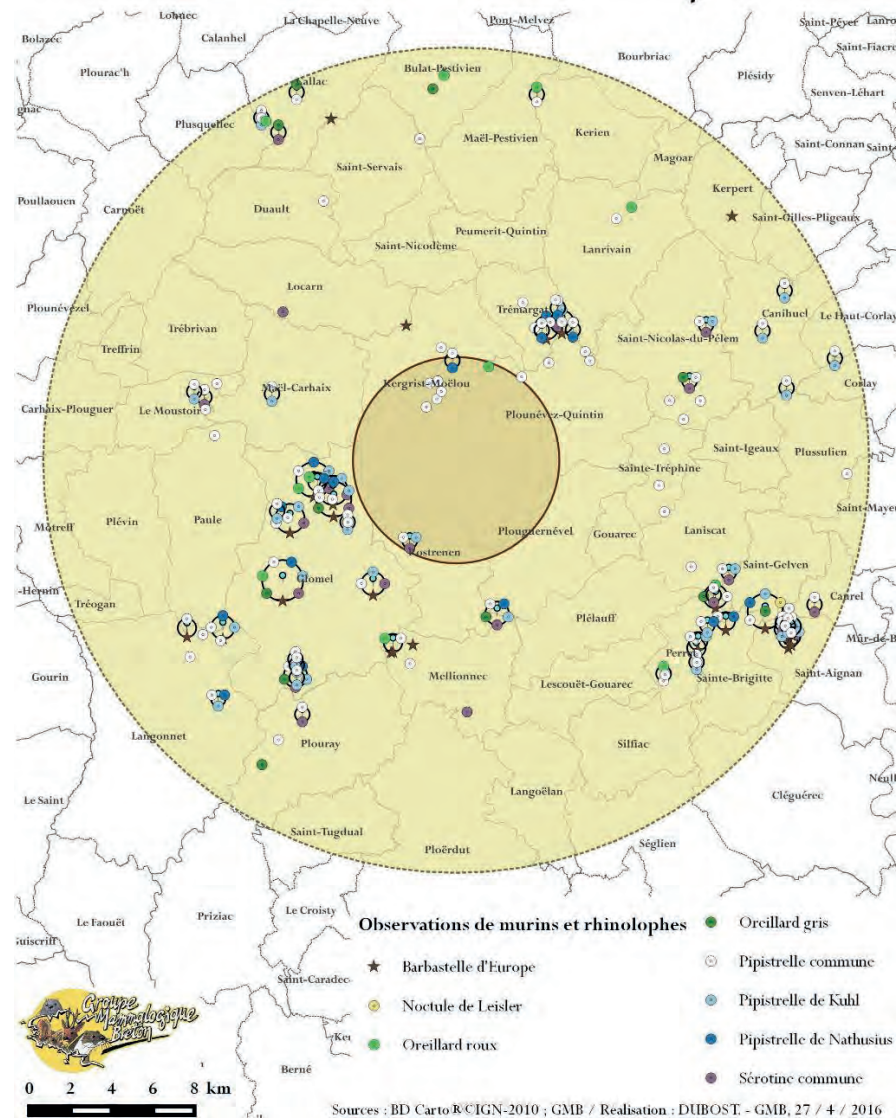 La Chapelle-Neuve
Pont-Melvez
Saint-Péver
Bolazec
Calanhel
Bourbriac
Saint-Fiacre
Plourac'h
Bulat-Pestivien
Plésidy
Senven-Léhart
Plusquellec
Maël-Pestivien
Kerien
Saint-Connan
Saint-Servais
Magoar
Poullaouen
Kerpert
Carnoët
Duault
Saint-Gilles-Pligeaux
Peumerit-Quintin
Saint-Nicodème
Lanrivain
Locarn
Plounévézel
Canihuel
Le Haut-Corlay
Trébrivan
Saint-Nicolas-du-Pélem
Treffrin
Kergrist-Moëlou
Maël-Carhaix
Corlay
Carhaix-Plouguer
Le Moustoir
Plounévez-Quintin
Saint-Igeaux
Plussulien
Sainte-Tréphine
Saint-Mayeu
Motreff
Plévin
Paule
Plouguernével
Gouarec
Laniscat
Rostrenen
Saint-Gelven
Glomel
Tréogan
Caurel
Plélauff
Gourin
Perret
Mellionnec
Lescouët-Gouarec
Sainte-Brigitte
Saint-Aignan
Langonnet
Plouray
Silfiac
Le Saint
Langoëlan
Cléguérec
Saint-Tugdual
Ploërdut
Séglien
Le Faouët
Priziac
Le Croisty
Guiscriff
Saint-Caradec-
Berné
Observations de murins et rhinolophes
Barbastelle d'Europe
Noctule de Leisler
Oreillard roux
Oreillard gris
Pipistrelle commune
Pipistrelle de Kuhl
Pipistrelle de Nathusius
Sérotine commune
Groupe
Mammalogique
Breton
0 2 4 6 8 km
Sources : BD Carto ®©IGN-2010 ; GMB / Réalisation : DUBOST - GMB, 27 / 4 / 2016